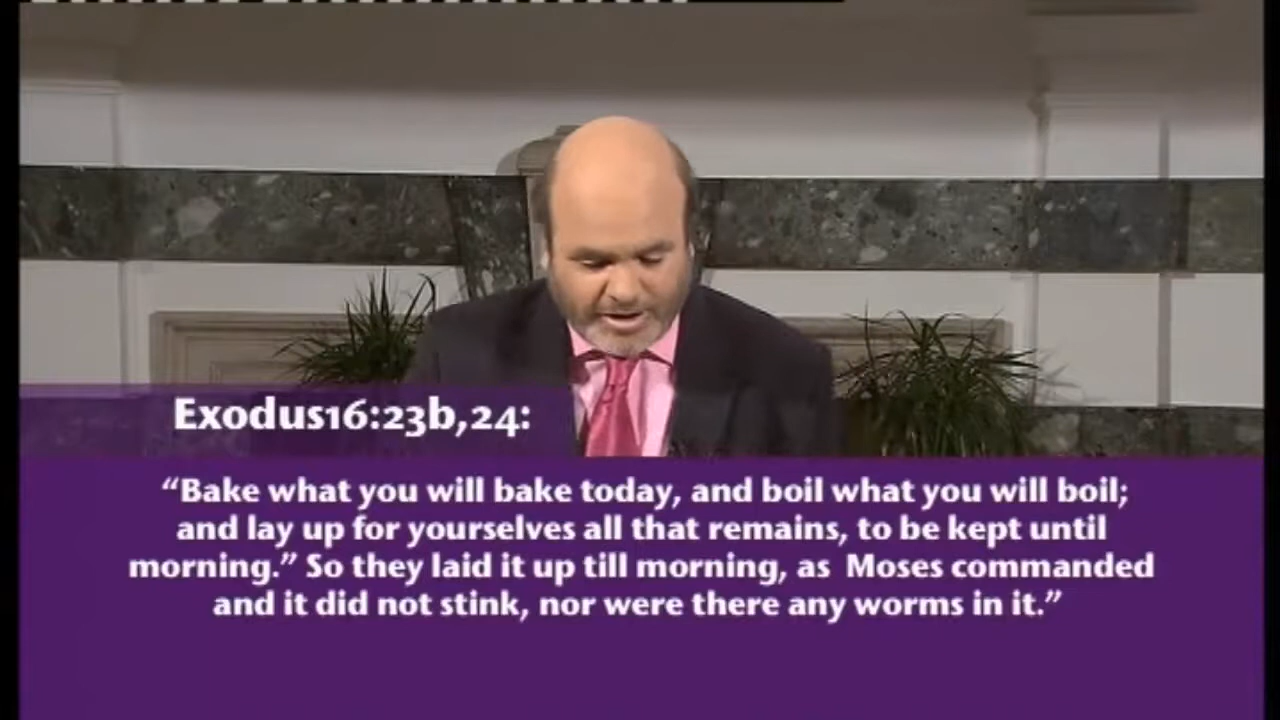 Exodus16:23b,24:
“Bake what you will bake today, and boil what you will boil;
and lay up for yourselves all that remains, to be kept until
morning.” So they laid it up till morning, as Moses commanded
and it did not stink, nor were there any worms in it.”